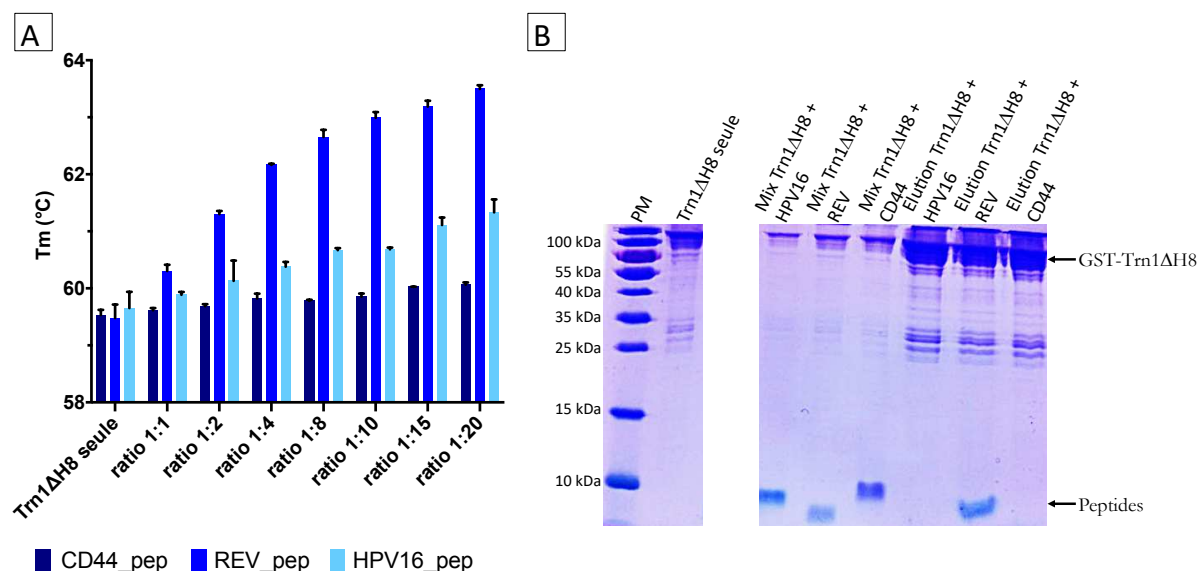 A
64
62
60
58
Tm (°C)
Trn1ΔH8 seule
ratio 1:1
ratio 1:2
ratio 1:4
ratio 1:8
ratio 1:10
ratio 1:15
ratio 1:20
CD44_pep
REV_pep
HPV16_pep
B
PM
Trn1ΔH8 seule
Mix Trn1ΔH8 +
HPV16
Mix Trn1ΔH8 +
REV
Mix Trn1ΔH8 +
CD44
Elution Trn1ΔH8 +
HPV16
Elution Trn1ΔH8 +
REV
Elution Trn1ΔH8 +
CD44
100 kDa
55 kDa
40 kDa
35 kDa
25 kDa
15 kDa
10 kDa
GST-Trn1ΔH8
Peptides